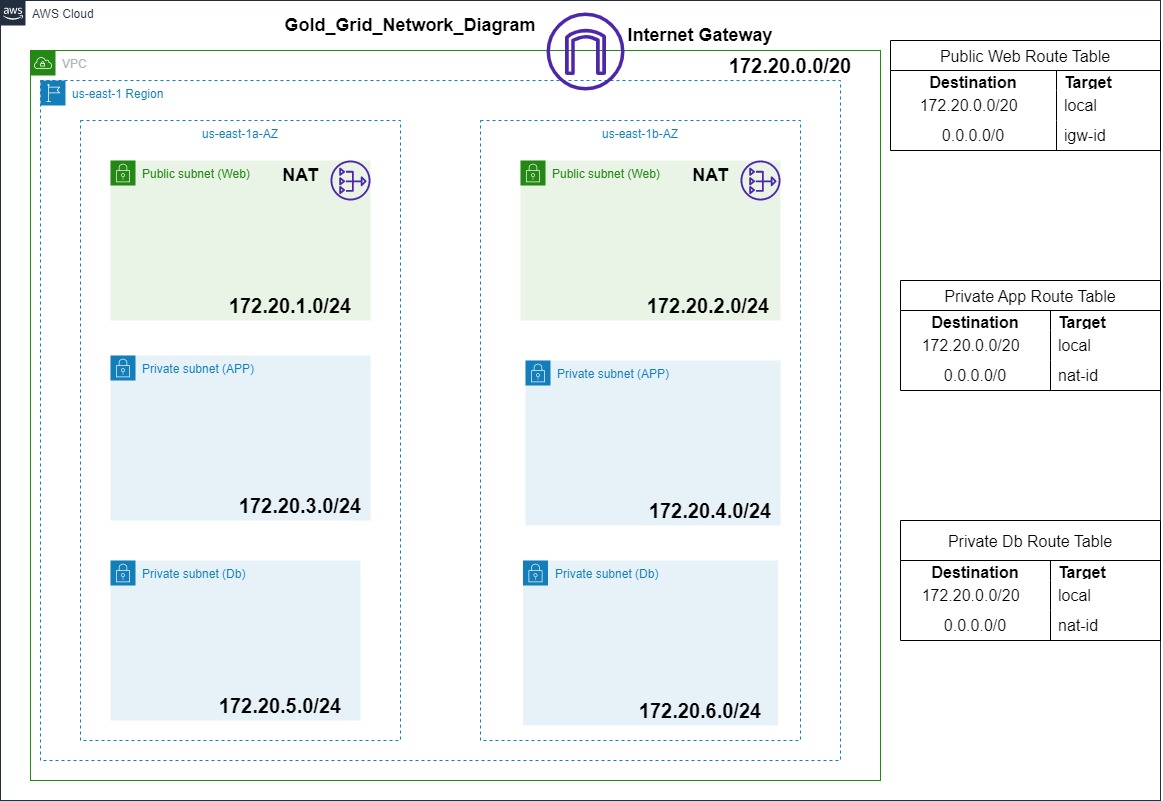 aws
AWS Cloud
Gold_Grid_Network_Diagram
Internet Gateway
VPC
172.20.0.0/20
us-east-1 Region
us-east-1a-AZ
Public subnet (Web)
NAT
172.20.1.0/24
Private subnet (APP)
172.20.3.0/24
Private subnet (Db)
172.20.5.0/24
us-east-1b-AZ
Public subnet (Web)
NAT
172.20.2.0/24
Private subnet (APP)
172.20.4.0/24
Private subnet (Db)
172.20.6.0/24
Public Web Route Table
Destination Target
172.20.0.0/20 local
0.0.0.0/0 igw-id
Private App Route Table
Destination Target
172.20.0.0/20 local
0.0.0.0/0 nat-id
Private Db Route Table
Destination Target
172.20.0.0/20 local
0.0.0.0/0 nat-id